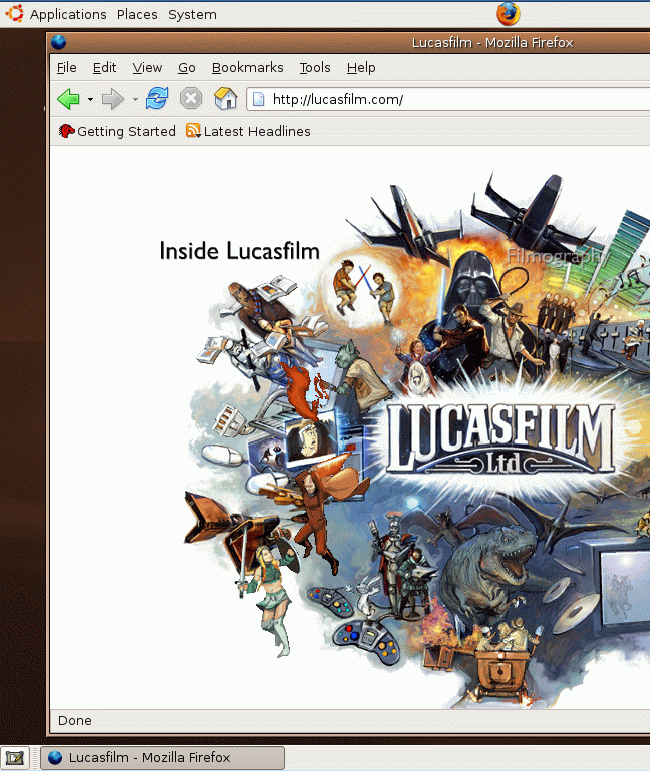 Applications Places System
Lucasfilm - Mozilla Firefox
File Edit View Go Bookmarks Tools Help
http://lucasfilm.com/
Getting Started Latest Headlines
Inside Lucasfilm
Filmography
LUCASFILM
Ltd
Done
Lucasfilm - Mozilla Firefox